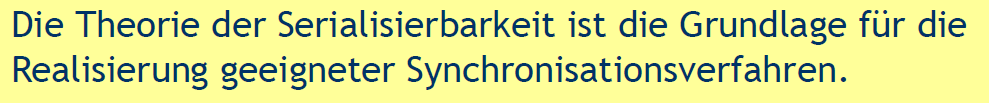 Die Theorie der Serialisierbarkeit ist die Grundlage für die
Realisierung geeigneter Synchronisationsverfahren.